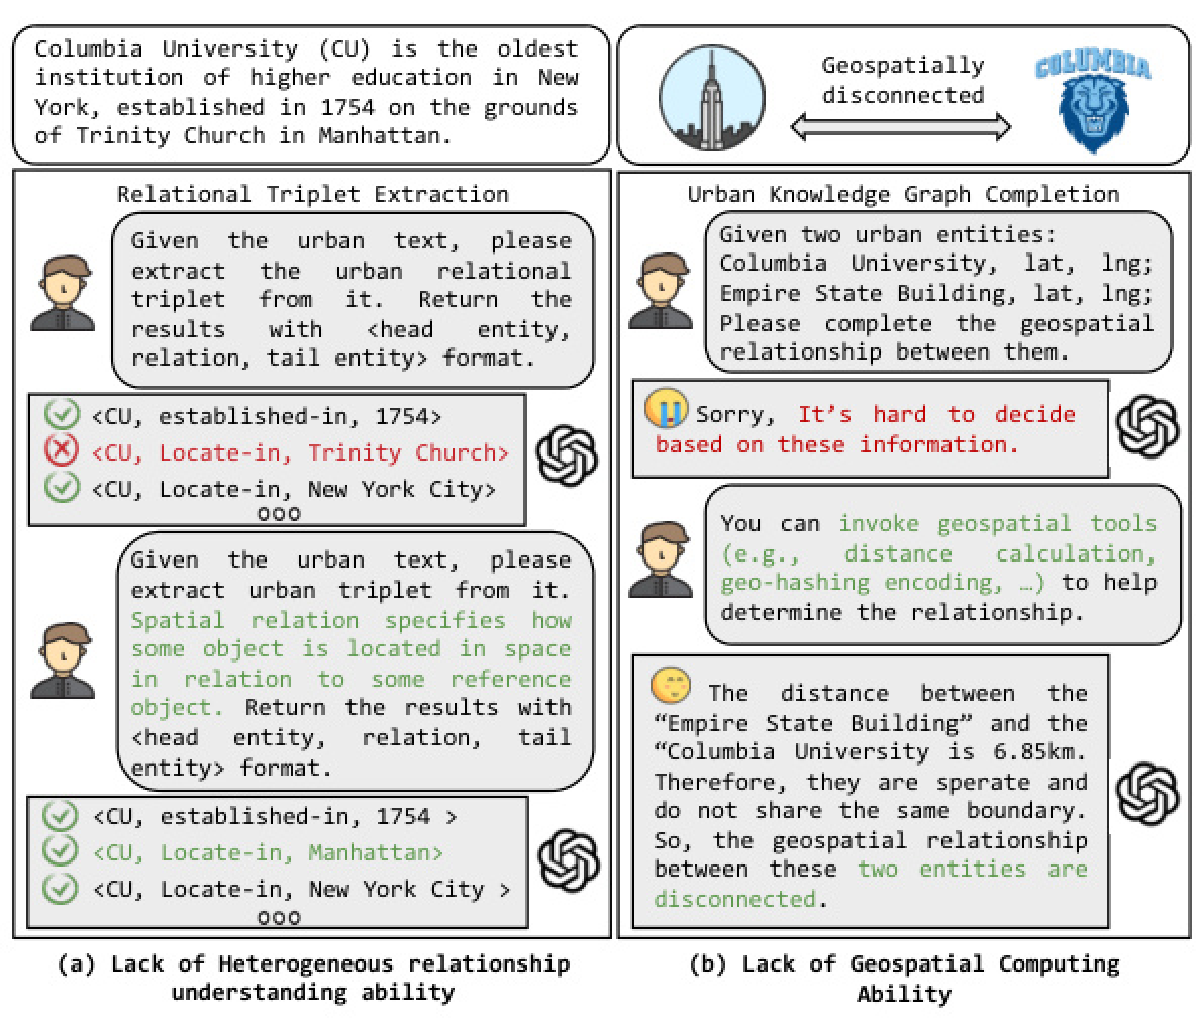 Columbia University (CU) is the oldest
institution of higher education in New
York, established in 1754 on the grounds
of Trinity Church in Manhattan.
Relational Triplet Extraction
Given the urban text, please
extract the urban relational
triplet from it. Return the
results with <head entity,
relation, tail entity> format.
<CU, established-in, 1754>
<CU, Locate-in, Trinity Church>
<CU, Locate-in, New York City>
ooo
Given the urban text, please
extract urban triplet from it.
Spatial relation specifies how
some object is located in space
in relation to some reference
object. Return the results with
<head entity, relation, tail
entity> format.
<CU, established-in, 1754 >
<CU, Locate-in, Manhattan>
<CU, Locate-in, New York City >
ooo
(a) Lack of Heterogeneous relationship
understanding ability
Geospatially
disconnected
COLUMBIA
Urban Knowledge Graph Completion
Given two urban entities:
Columbia University, lat, lng;
Empire State Building, lat, lng;
Please complete the geospatial
relationship between them.
Sorry, It's hard to decide
based on these information.
You can invoke geospatial tools
(e.g., distance calculation,
geo-hashing encoding, …) to help
determine the relationship.
The distance between the
“Empire State Building” and the
“Columbia University is 6.85km.
Therefore, they are sperate and
do not share the same boundary.
So, the geospatial relationship
between these two entities are
disconnected.
(b) Lack of Geospatial Computing
Ability